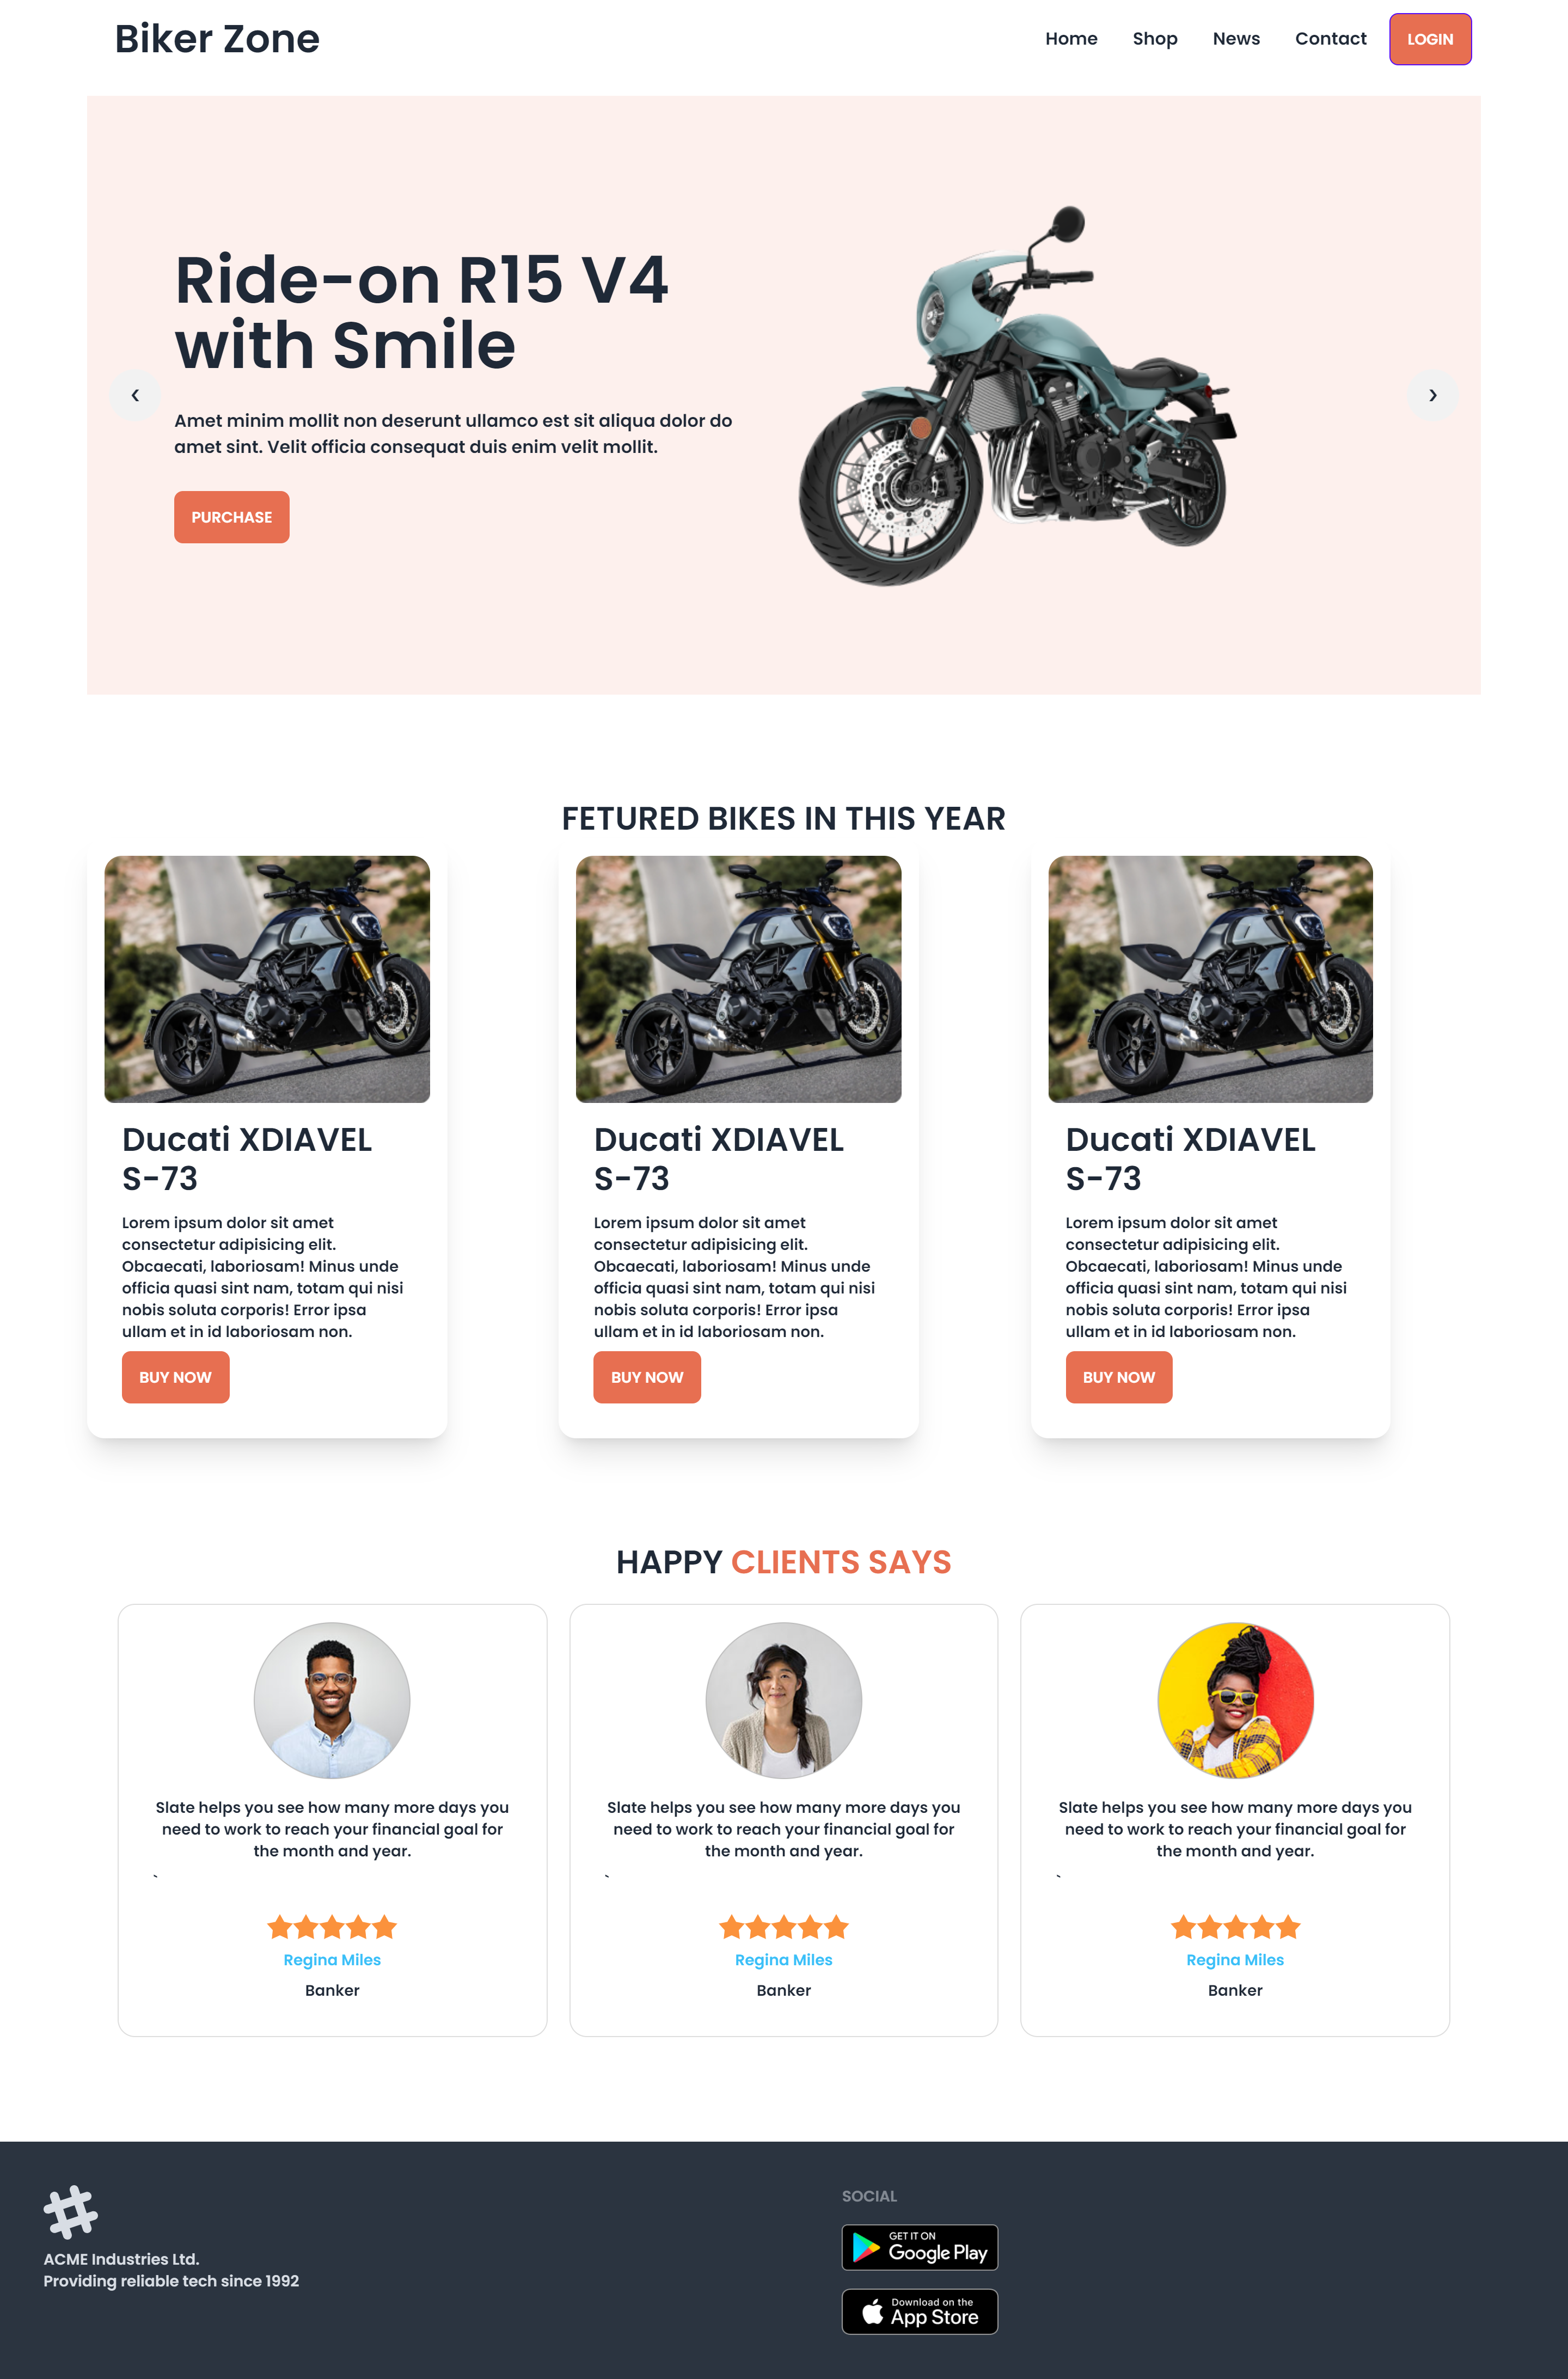 Biker Zone
Home Shop News Contact LOGIN
Ride-on R15 V4
with Smile
‹ ›
Amet minim mollit non deserunt ullamco est sit aliqua dolor do
amet sint. Velit officia consequat duis enim velit mollit.
PURCHASE
FETURED BIKES IN THIS YEAR
Ducati XDIAVEL
S-73
Lorem ipsum dolor sit amet
consectetur adipisicing elit.
Obcaecati, laboriosam! Minus unde
officia quasi sint nam, totam qui nisi
nobis soluta corporis! Error ipsa
ullam et in id laboriosam non.
BUY NOW
Ducati XDIAVEL
S-73
Lorem ipsum dolor sit amet
consectetur adipisicing elit.
Obcaecati, laboriosam! Minus unde
officia quasi sint nam, totam qui nisi
nobis soluta corporis! Error ipsa
ullam et in id laboriosam non.
BUY NOW
Ducati XDIAVEL
S-73
Lorem ipsum dolor sit amet
consectetur adipisicing elit.
Obcaecati, laboriosam! Minus unde
officia quasi sint nam, totam qui nisi
nobis soluta corporis! Error ipsa
ullam et in id laboriosam non.
BUY NOW
HAPPY CLIENTS SAYS
Slate helps you see how many more days you
need to work to reach your financial goal for
the month and year.
`
Regina Miles
Banker
Slate helps you see how many more days you
need to work to reach your financial goal for
the month and year.
`
Regina Miles
Banker
Slate helps you see how many more days you
need to work to reach your financial goal for
the month and year.
`
Regina Miles
Banker
ACME Industries Ltd.
Providing reliable tech since 1992
SOCIAL
GET IT ON
Google Play
Download on the
App Store